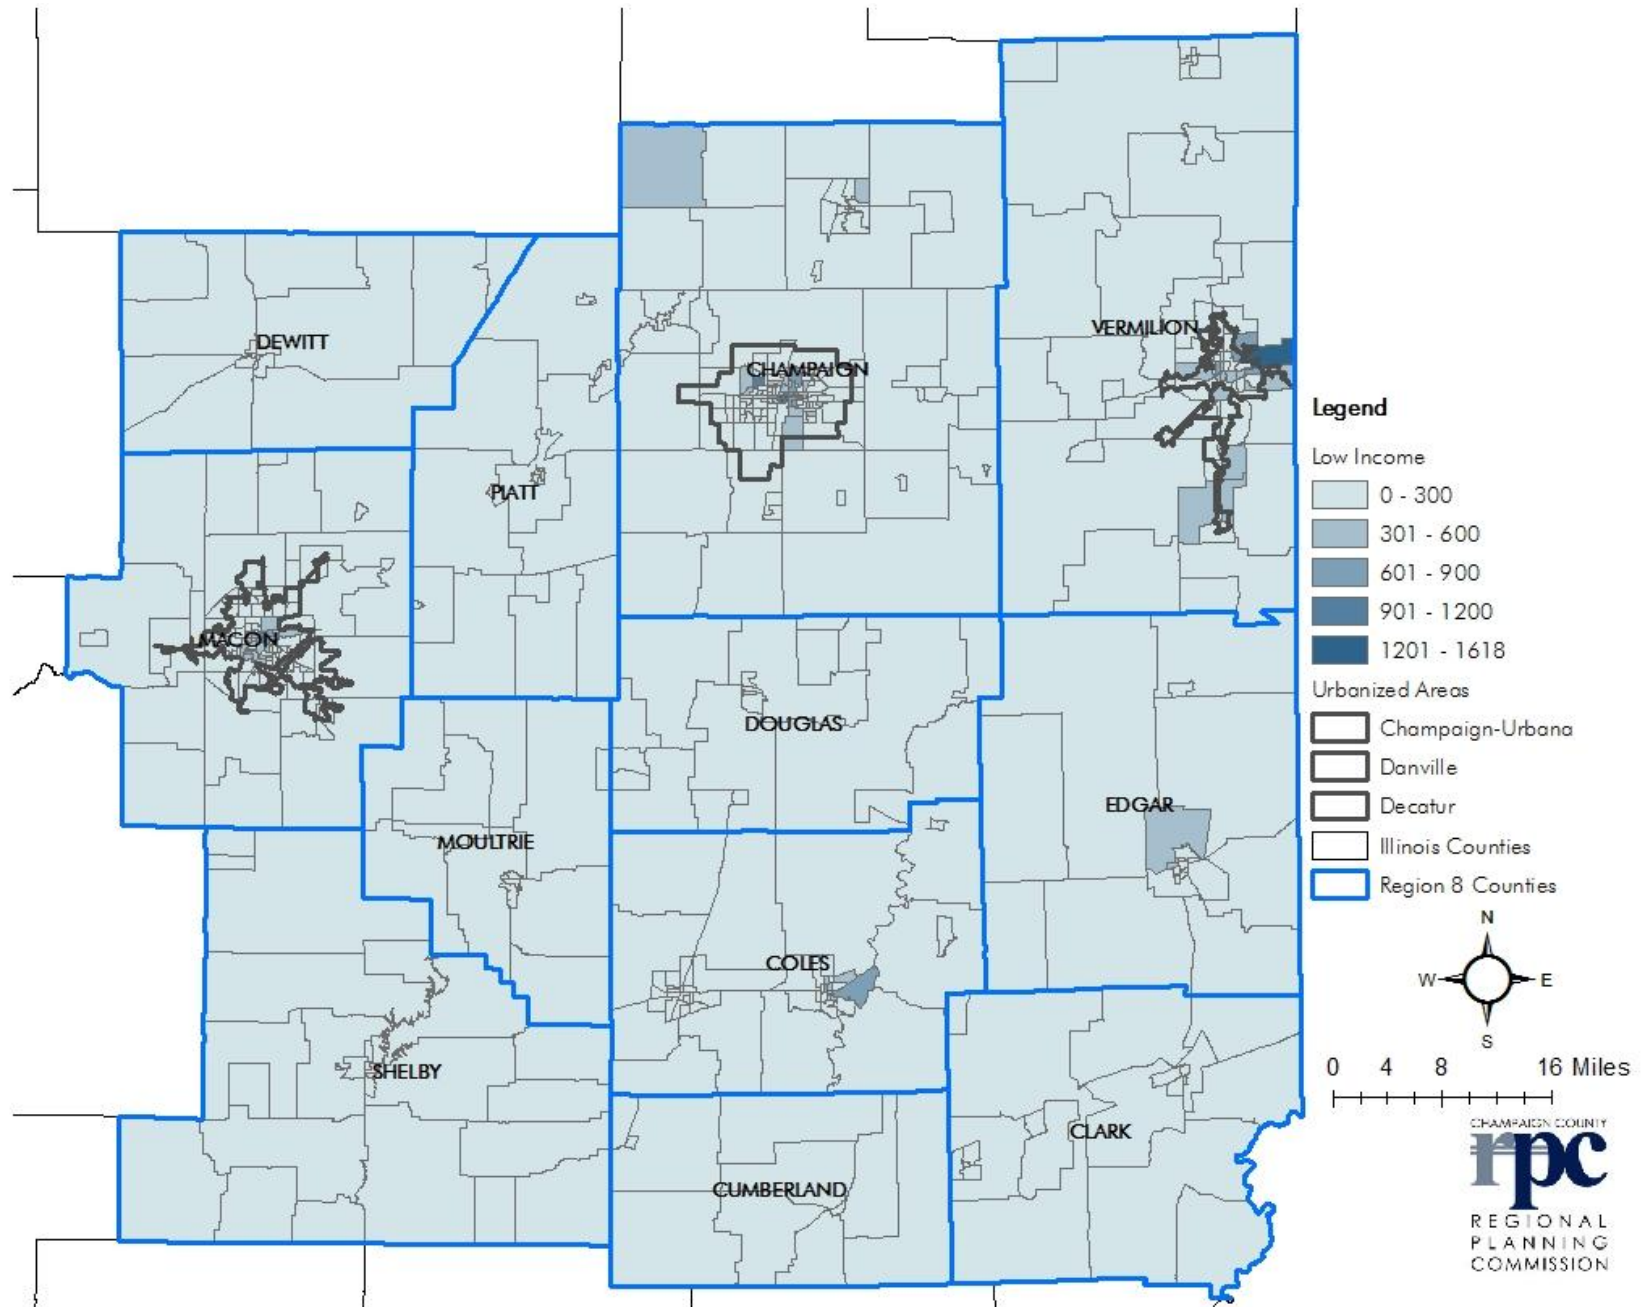 DEWITT
CHAMPAIGN
VERMILION
PIATT
MACON
DOUGLAS
EDGAR
MOULTRIE
COLES
SHELBY
CLARK
CUMBERLAND
Legend
Low Income
0 - 300
301 - 600
601 - 900
901 - 1200
1201 - 1618
Urbanized Areas
Champaign-Urbana
Danville
Decatur
Illinois Counties
Region 8 Counties
N
W E
S
0 4 8 16 Miles
CHAMPAIGN COUNTY
rpc
REGIONAL
PLANNING
COMMISSION